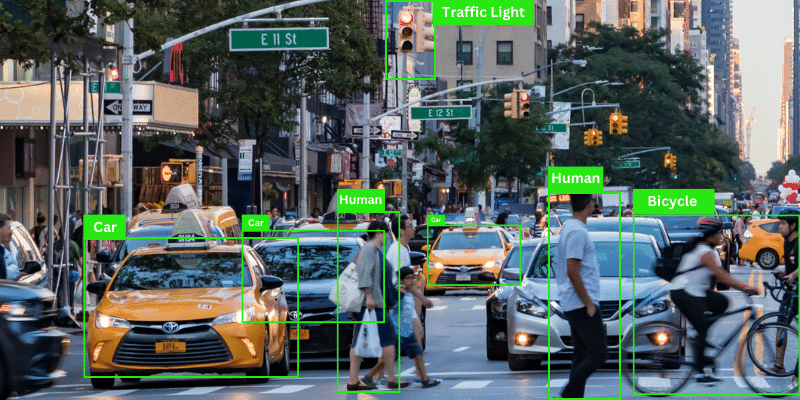 Traffic Light
E 11 St
E 12 St
ONE WAY
Human
Bicycle
Human
Car
Car
Car